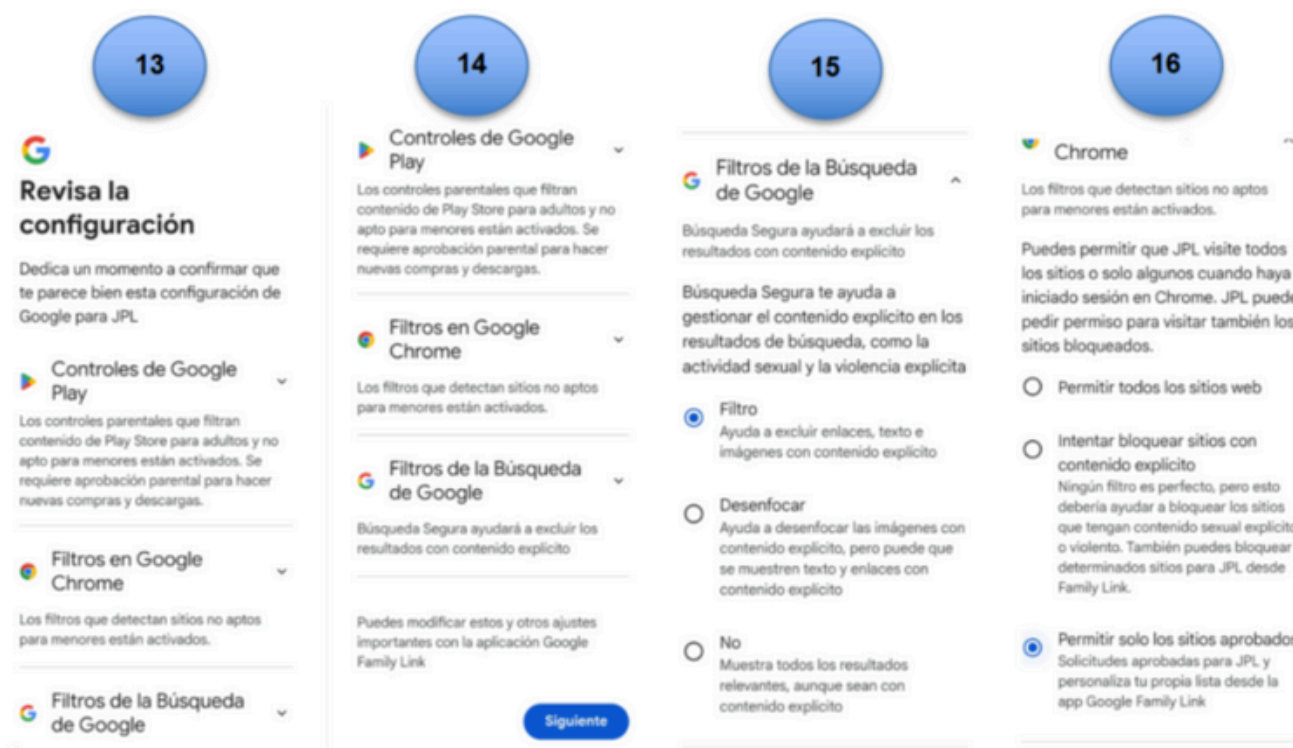 13
Revisa la
configuración
Dedica un momento a confirmar que
te parece bien esta configuración de
Google para JPL
Controles de Google
Play
Los controles parentales que filtran
contenido de Play Store para adultos y no
apto para menores están activados. Se
requiere aprobación parental para hacer
nuevas compras y descargas.
Filtros en Google
Chrome
Los filtros que detectan sitios no aptos
para menores están activados.
Filtros de la Búsqueda
de Google
14
Controles de Google
Play
Los controles parentales que filtran
contenido de Play Store para adultos y no
apto para menores están activados. Se
requiere aprobación parental para hacer
nuevas compras y descargas.
Filtros en Google
Chrome
Los filtros que detectan sitios no aptos
para menores están activados.
Filtros de la Búsqueda
de Google
Búsqueda Segura ayudará a excluir los
resultados con contenido explícito
Puedes modificar estos y otros ajustes
importantes con la aplicación Google
Family Link
Siguiente
15
Filtros de la Búsqueda
de Google
Búsqueda Segura ayudará a excluir los
resultados con contenido explícito
Búsqueda Segura te ayuda a
gestionar el contenido explícito en los
resultados de búsqueda, como la
actividad sexual y la violencia explícita
Filtro
Ayuda a excluir enlaces, texto e
imágenes con contenido explícito
Desenfocar
Ayuda a desenfocar las imágenes con
contenido explícito, pero puede que
se muestren texto y enlaces con
contenido explícito
No
Muestra todos los resultados
relevantes, aunque sean con
contenido explícito
16
Chrome
Los filtros que detectan sitios no aptos
para menores están activados.
Puedes permitir que JPL visite todos
los sitios o solo algunos cuando haya
iniciado sesión en Chrome. JPL puede
pedir permiso para visitar también los
sitios bloqueados.
Permitir todos los sitios web
Intentar bloquear sitios con
contenido explícito
Ningún filtro es perfecto, pero esto
debería ayudar a bloquear los sitios
que tengan contenido sexual explícito
o violento. También puedes bloquear
determinados sitios para JPL desde
Family Link.
Permitir solo los sitios aprobados
Solicitudes aprobadas para JPL y
personaliza tu propia lista desde la
app Google Family Link